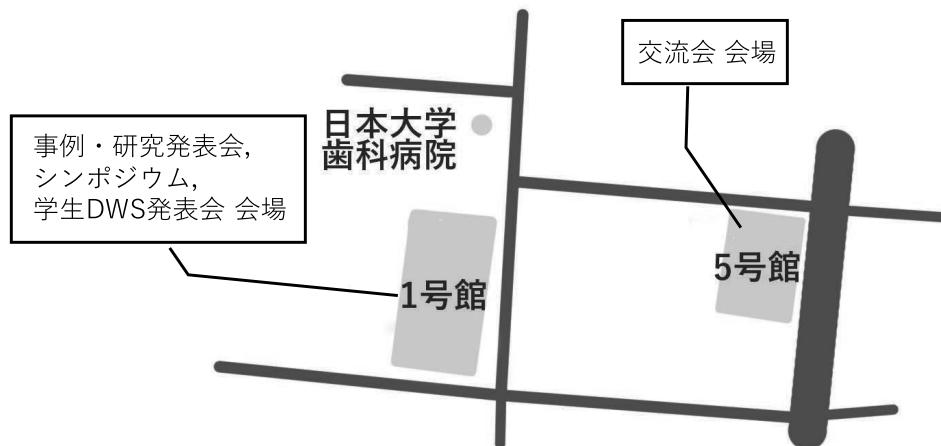 交流会 会場
日本大学
歯科病院
事例・研究発表会,
シンポジウム,
学生DWS発表会 会場
5号館
1号館